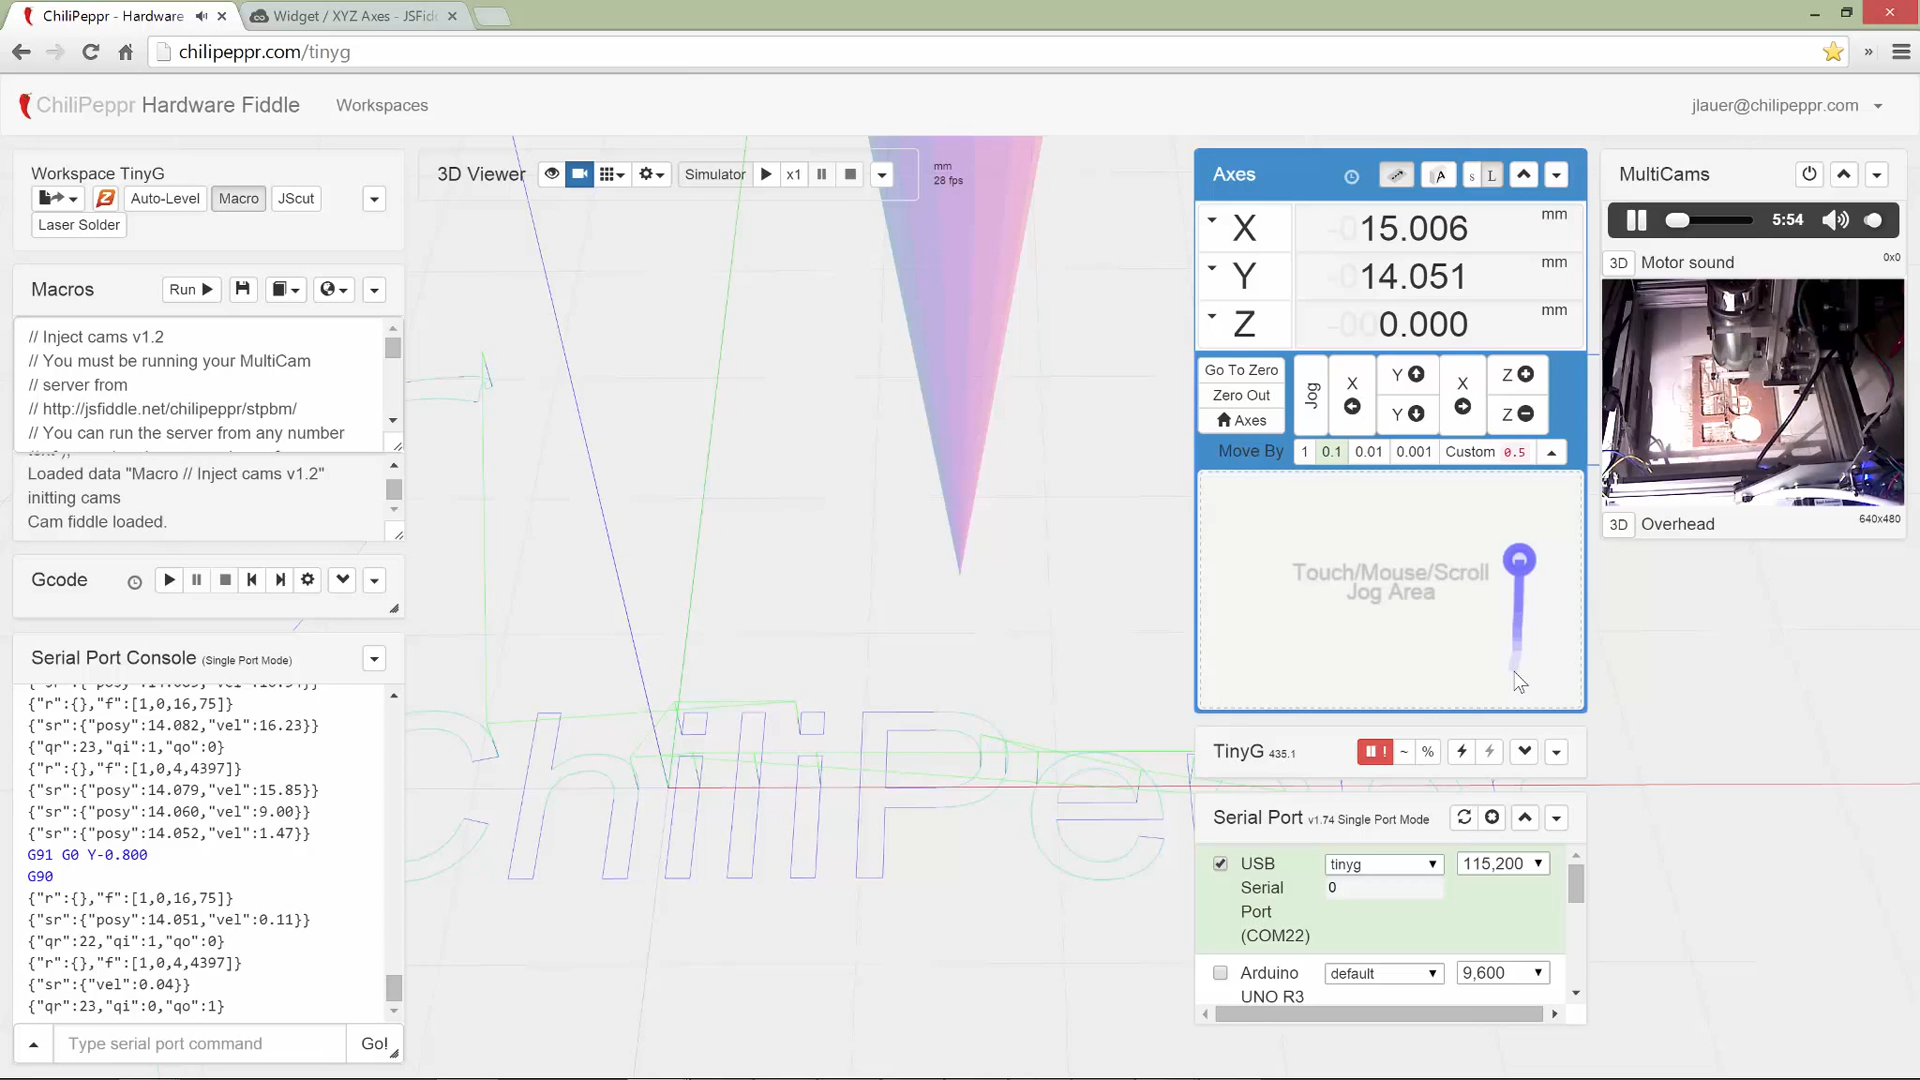 ChiliPeppr - Hardware
Widget / XYZ Axes - JSFid
chilipeppr.com/tinyg
ChiliPeppr Hardware Fiddle
Workspaces
jlauer@chilipeppr.com
Workspace TinyG
Auto-Level
Macro
JScut
Laser Solder
Macros
Run
// Inject cams v1.2
// You must be running your MultiCam
// server from
// http://jsfiddle.net/chilipeppr/stpbm/
// You can run the server from any number
Loaded data "Macro // Inject cams v1.2"
initting cams
Cam fiddle loaded.
Gcode
Serial Port Console (Single Port Mode)
{"r":{},"f":[1,0,16,75]}
{"sr":{"posy":14.082,"vel":16.23}}
{"qr":23,"qi":1,"qo":0}
{"r":{},"f":[1,0,4,4397]}
{"sr":{"posy":14.079,"vel":15.85}}
{"sr":{"posy":14.060,"vel":9.00}}
{"sr":{"posy":14.052,"vel":1.47}}
G91 G0 Y-0.800
G90
{"r":{},"f":[1,0,16,75]}
{"sr":{"posy":14.051,"vel":0.11}}
{"qr":22,"qi":1,"qo":0}
{"r":{},"f":[1,0,4,4397]}
{"sr":{"vel":0.04}}
{"qr":23,"qi":0,"qo":1}
Type serial port command
Go!
3D Viewer
Simulator
x1
mm
28 fps
ChiliPe
Axes
A
s L
X -015.006 mm
Y -014.051 mm
Z -000.000 mm
Go To Zero
Zero Out
Axes
Jog
X
Y
Y
X
Z
Z
Move By
1
0.1
0.01
0.001
Custom 0.5
Touch/Mouse/Scroll
Jog Area
TinyG 435.1
!
~
%
Serial Port v1.74 Single Port Mode
USB
Serial
Port
(COM22)
tinyg
115,200
0
Arduino
UNO R3
default
9,600
MultiCams
5:54
3D
Motor sound
0x0
3D
Overhead
640x480